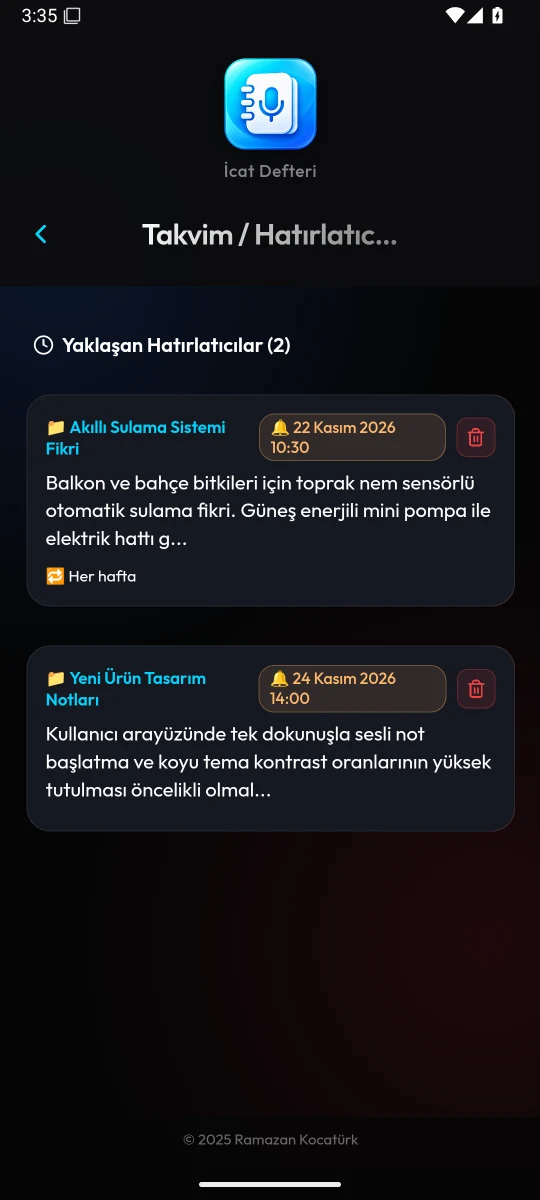 3:35
İcat Defteri
Takvim / Hatırlatıc...
Yaklaşan Hatırlatıcılar (2)
📁 Akıllı Sulama Sistemi
Fikri
🔔 22 Kasım 2026
10:30
Balkon ve bahçe bitkileri için toprak nem sensörlü
otomatik sulama fikri. Güneş enerjili mini pompa ile
elektrik hattı g...
🔁 Her hafta
📁 Yeni Ürün Tasarım
Notları
🔔 24 Kasım 2026
14:00
Kullanıcı arayüzünde tek dokunuşla sesli not
başlatma ve koyu tema kontrast oranlarının yüksek
tutulması öncelikli olmal...
© 2025 Ramazan Kocatürk